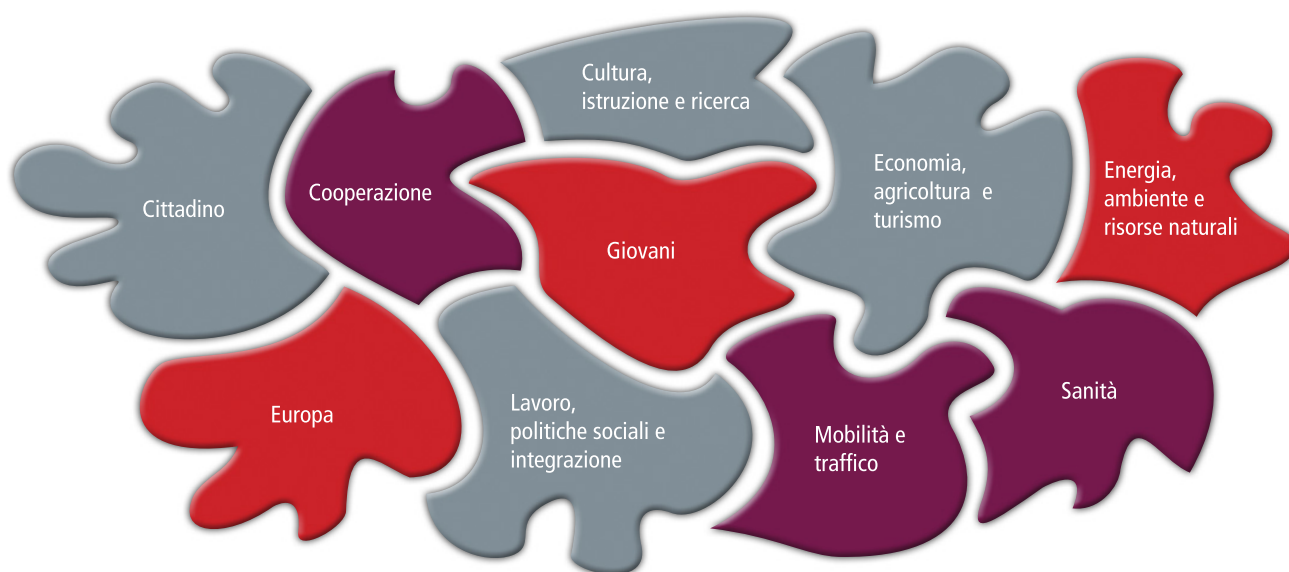 Cultura,
istruzione e ricerca
Economia,
agricoltura e
turismo
Energia,
ambiente e
risorse naturali
Cittadino
Cooperazione
Giovani
Europa
Lavoro,
politiche sociali e
integrazione
Mobilità e
traffico
Sanità